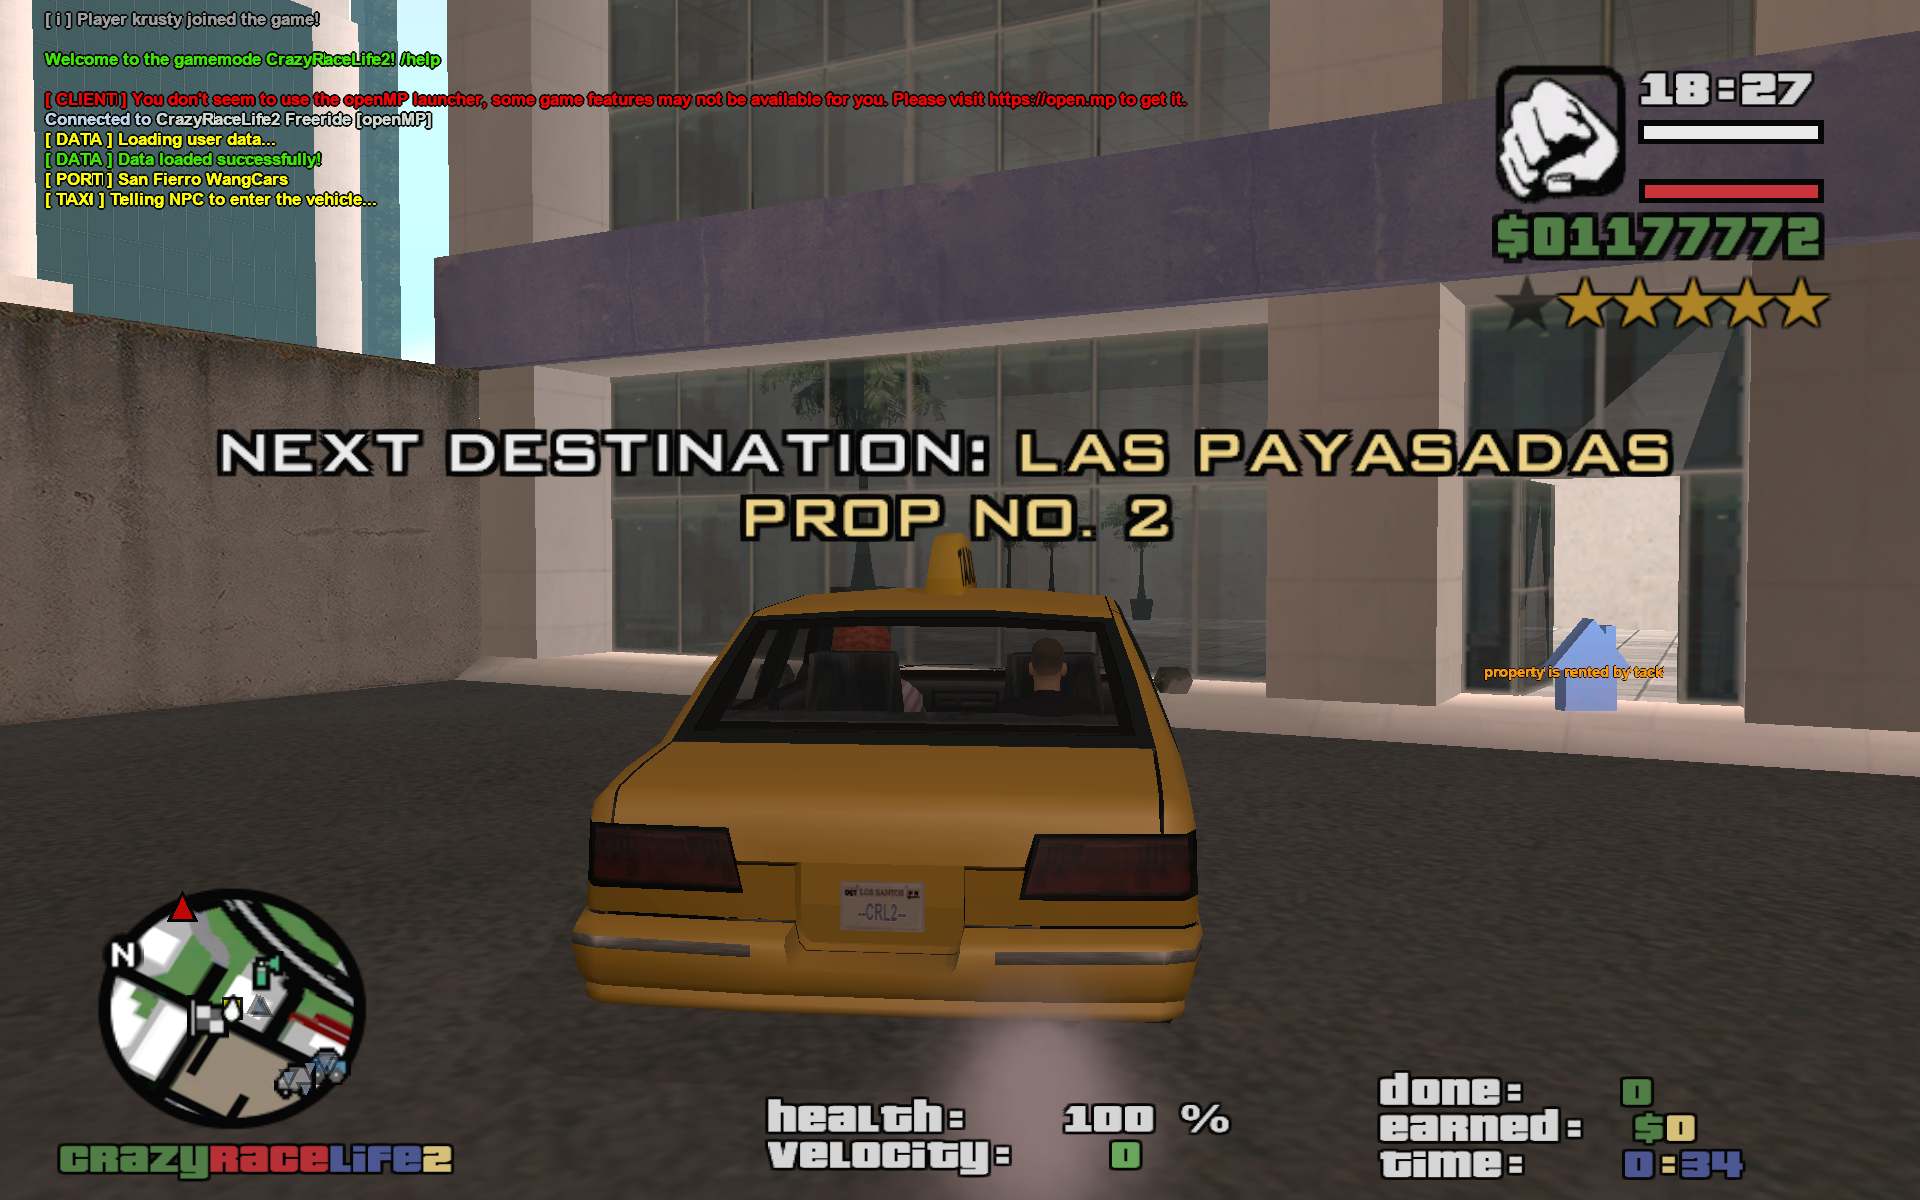 [ i ] Player krusty joined the game!
Welcome to the gamemode CrazyRaceLife2! /help
[ CLIENT ] You don't seem to use the openMP launcher, some game features may not be available for you. Please visit https://open.mp to get it.
Connected to CrazyRaceLife2 Freeride [openMP]
[ DATA ] Loading user data...
[ DATA ] Data loaded successfully!
[ PORT ] San Fierro WangCars
[ TAXI ] Telling NPC to enter the vehicle...
18:27
$01177772
NEXT DESTINATION: LAS PAYASADAS
PROP NO. 2
TAXI
property is rented by tack
LOS SANTOS
--CRL2--
N
health: 100 %
velocity: 0
done: 0
earned: $0
time: 0:34
crazyracelife2